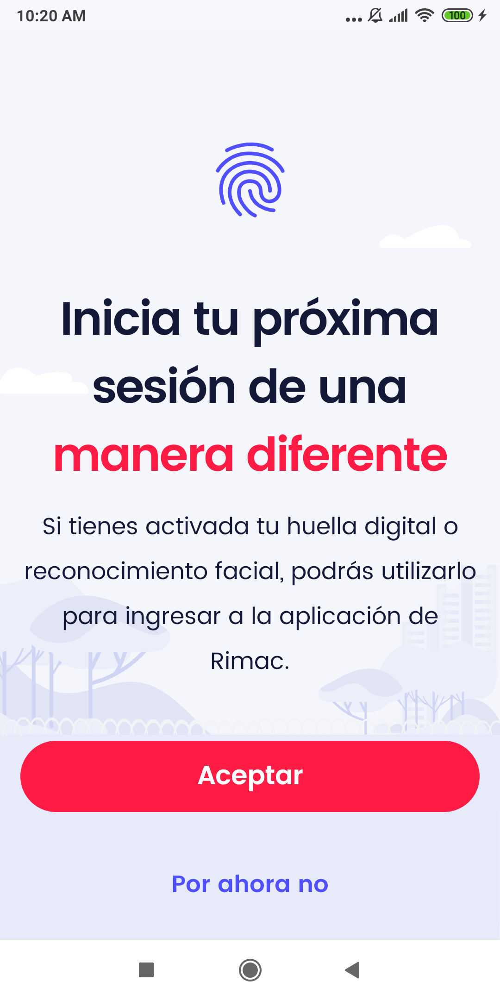 10:20 AM
100
Inicia tu próxima
sesión de una
manera diferente
Si tienes activada tu huella digital o
reconocimiento facial, podrás utilizarlo
para ingresar a la aplicación de
Rimac.
Aceptar
Por ahora no